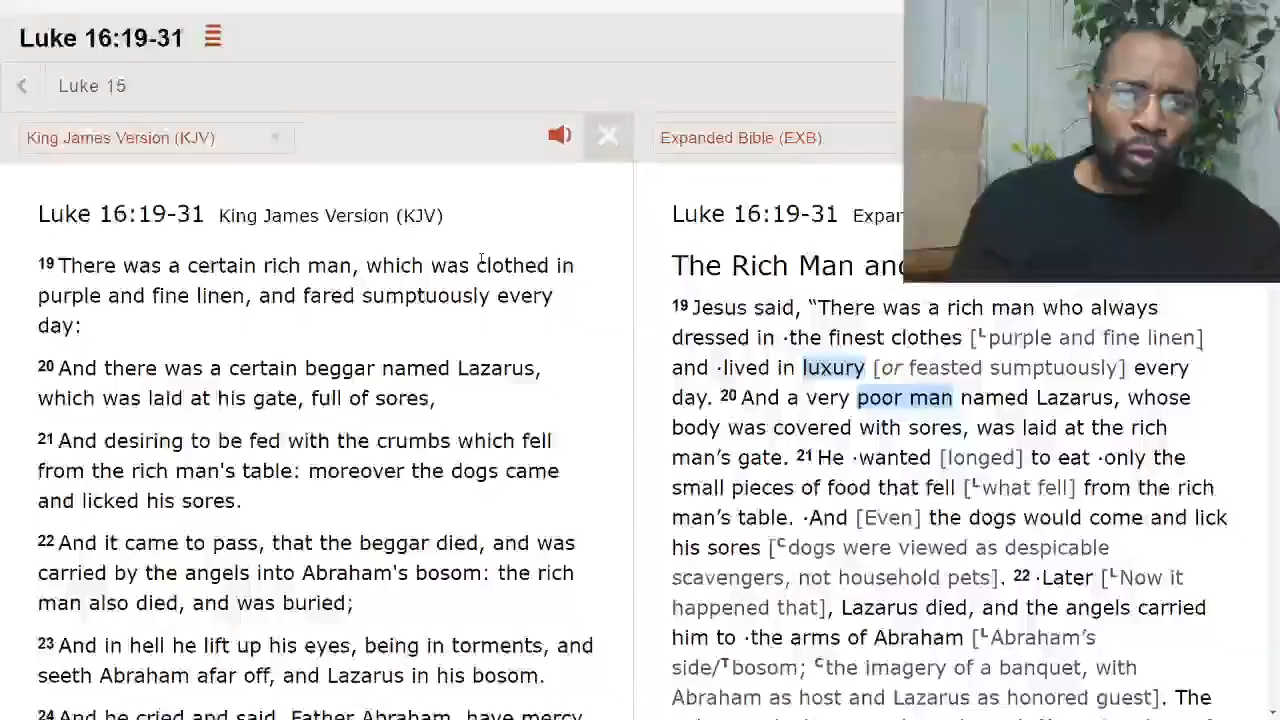 Luke 16:19-31
Luke 15
King James Version (KJV)
Expanded Bible (EXB)
Luke 16:19-31 King James Version (KJV)
19 There was a certain rich man, which was clothed in
purple and fine linen, and fared sumptuously every
day:
20 And there was a certain beggar named Lazarus,
which was laid at his gate, full of sores,
21 And desiring to be fed with the crumbs which fell
from the rich man's table: moreover the dogs came
and licked his sores.
22 And it came to pass, that the beggar died, and was
carried by the angels into Abraham's bosom: the rich
man also died, and was buried;
23 And in hell he lift up his eyes, being in torments, and
seeth Abraham afar off, and Lazarus in his bosom.
24 And he cried and said, Father Abraham, have mercy
Luke 16:19-31 Expan
The Rich Man and
19 Jesus said, “There was a rich man who always
dressed in ·the finest clothes [Lpurple and fine linen]
and ·lived in luxury [or feasted sumptuously] every
day. 20 And a very poor man named Lazarus, whose
body was covered with sores, was laid at the rich
man’s gate. 21 He ·wanted [longed] to eat ·only the
small pieces of food that fell [Lwhat fell] from the rich
man’s table. ·And [Even] the dogs would come and lick
his sores [Cdogs were viewed as despicable
scavengers, not household pets]. 22 ·Later [LNow it
happened that], Lazarus died, and the angels carried
him to ·the arms of Abraham [LAbraham’s
side/Tbosom; Cthe imagery of a banquet, with
Abraham as host and Lazarus as honored guest]. The